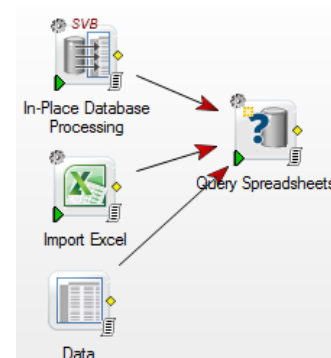 SVB
In-Place Database
Processing
Query Spreadsheets
Import Excel
Data